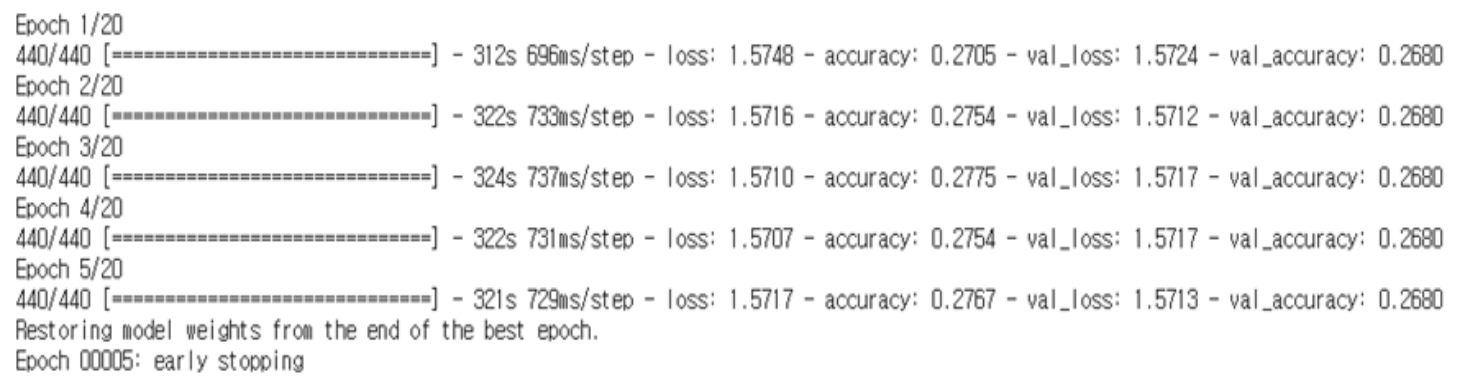 Epoch 1/20
440/440 [==============================] - 312s 696ms/step - loss: 1.5748 - accuracy: 0.2705 - val_loss: 1.5724 - val_accuracy: 0.2680
Epoch 2/20
440/440 [==============================] - 322s 733ms/step - loss: 1.5716 - accuracy: 0.2754 - val_loss: 1.5712 - val_accuracy: 0.2680
Epoch 3/20
440/440 [==============================] - 324s 737ms/step - loss: 1.5710 - accuracy: 0.2775 - val_loss: 1.5717 - val_accuracy: 0.2680
Epoch 4/20
440/440 [==============================] - 322s 731ms/step - loss: 1.5707 - accuracy: 0.2754 - val_loss: 1.5717 - val_accuracy: 0.2680
Epoch 5/20
440/440 [==============================] - 321s 729ms/step - loss: 1.5717 - accuracy: 0.2767 - val_loss: 1.5713 - val_accuracy: 0.2680
Restoring model weights from the end of the best epoch.
Epoch 00005: early stopping